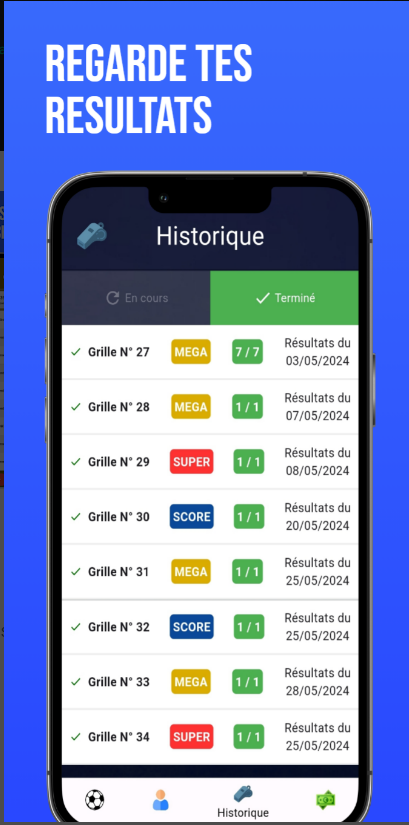 REGARDE TES
RESULTATS
Historique
En cours
Terminé
Grille N° 27 MEGA 7 / 7 Résultats du
03/05/2024
Grille N° 28 MEGA 1 / 1 Résultats du
07/05/2024
Grille N° 29 SUPER 1 / 1 Résultats du
08/05/2024
Grille N° 30 SCORE 1 / 1 Résultats du
20/05/2024
Grille N° 31 MEGA 1 / 1 Résultats du
25/05/2024
Grille N° 32 SCORE 1 / 1 Résultats du
25/05/2024
Grille N° 33 MEGA 1 / 1 Résultats du
28/05/2024
Grille N° 34 SUPER 1 / 1 Résultats du
25/05/2024
Historique